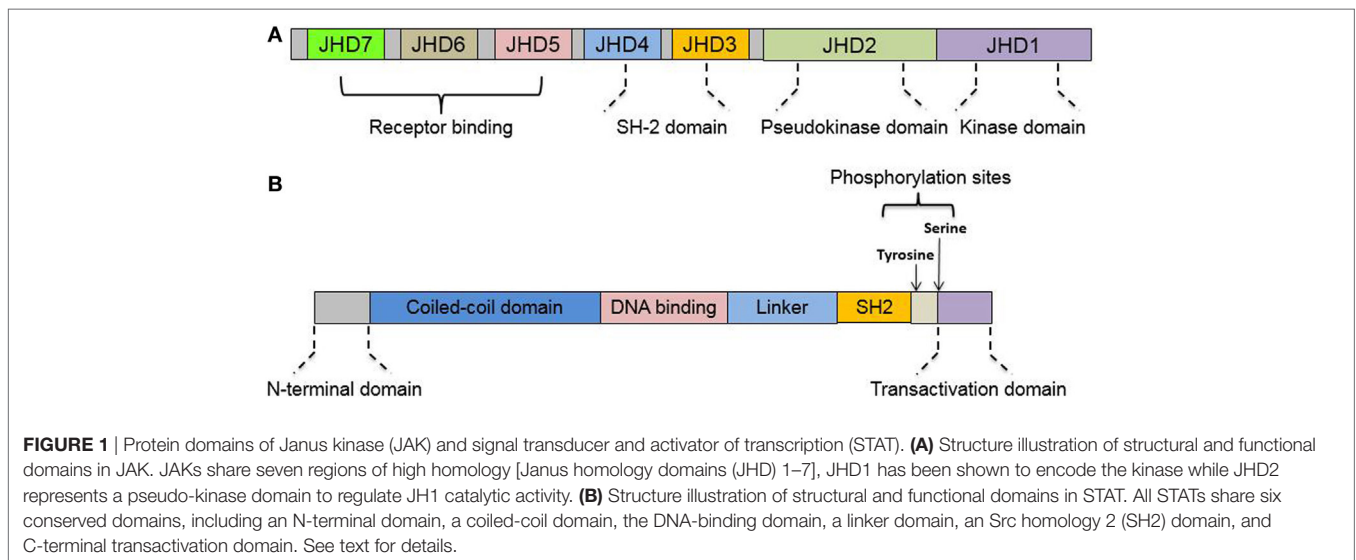 A
JHD7 JHD6 JHD5 JHD4 JHD3 JHD2 JHD1
Receptor binding SH-2 domain Pseudokinase domain Kinase domain
B
Phosphorylation sites
Serine
Tyrosine
Coiled-coil domain DNA binding Linker SH2
N-terminal domain Transactivation domain
FIGURE 1 | Protein domains of Janus kinase (JAK) and signal transducer and activator of transcription (STAT). (A) Structure illustration of structural and functional
domains in JAK. JAKs share seven regions of high homology [Janus homology domains (JHD) 1–7], JHD1 has been shown to encode the kinase while JHD2
represents a pseudo-kinase domain to regulate JH1 catalytic activity. (B) Structure illustration of structural and functional domains in STAT. All STATs share six
conserved domains, including an N-terminal domain, a coiled-coil domain, the DNA-binding domain, a linker domain, an Src homology 2 (SH2) domain, and
C-terminal transactivation domain. See text for details.